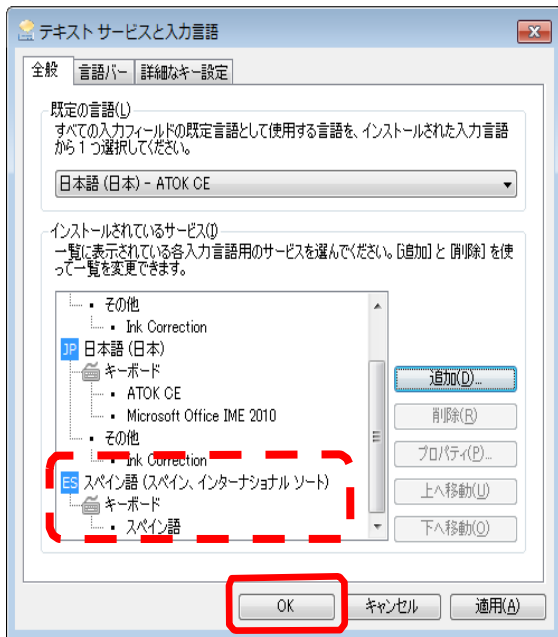 テキスト サービスと入力言語
全般 言語バー 詳細なキー設定
既定の言語(L)
すべての入力フィールドの既定言語として使用する言語を、インストールされた入力言語
から 1 つ選択してください。
日本語 (日本) - ATOK CE
インストールされているサービス(I)
一覧に表示されている各入力言語用のサービスを選んでください。[追加] と [削除] を使
って一覧を変更できます。
その他
Ink Correction
JP 日本語 (日本)
キーボード
ATOK CE
Microsoft Office IME 2010
その他
Ink Correction
ES スペイン語 (スペイン、インターナショナル ソート)
キーボード
スペイン語
追加(D)...
削除(R)
プロパティ(P)...
上へ移動(U)
下へ移動(O)
OK キャンセル 適用(A)